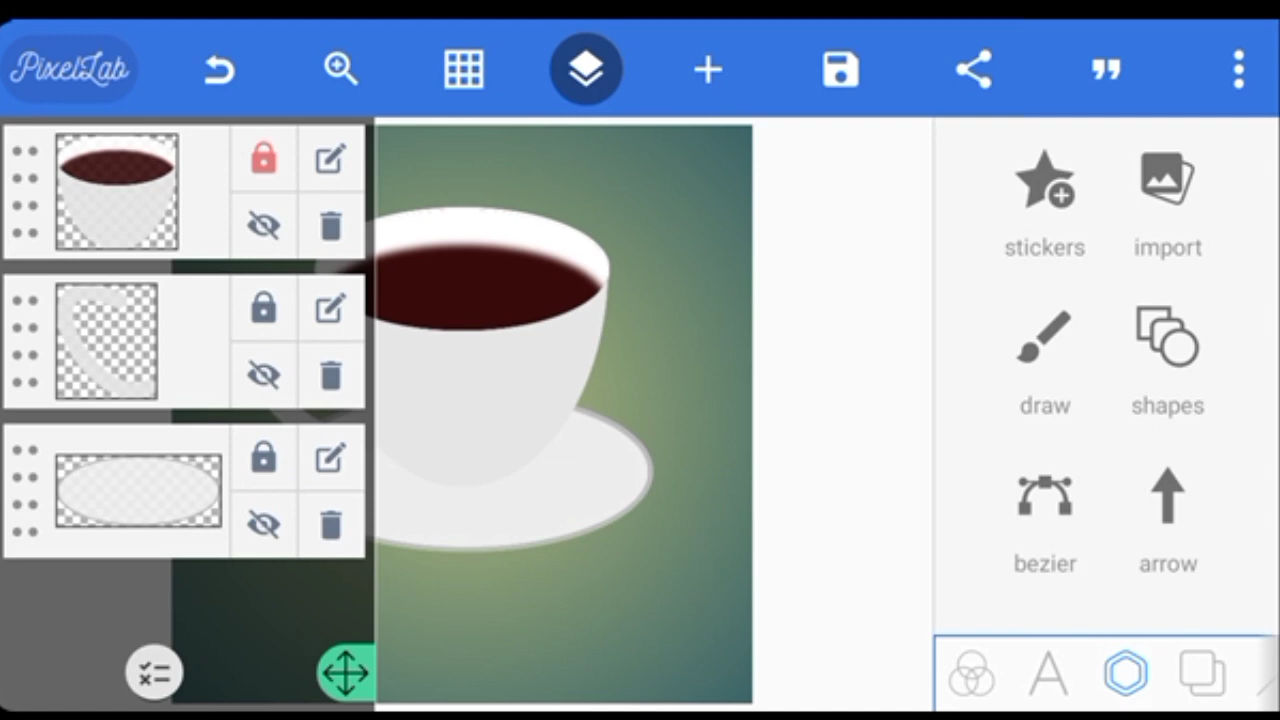 PixelLab
stickers
import
draw
shapes
bezier
arrow